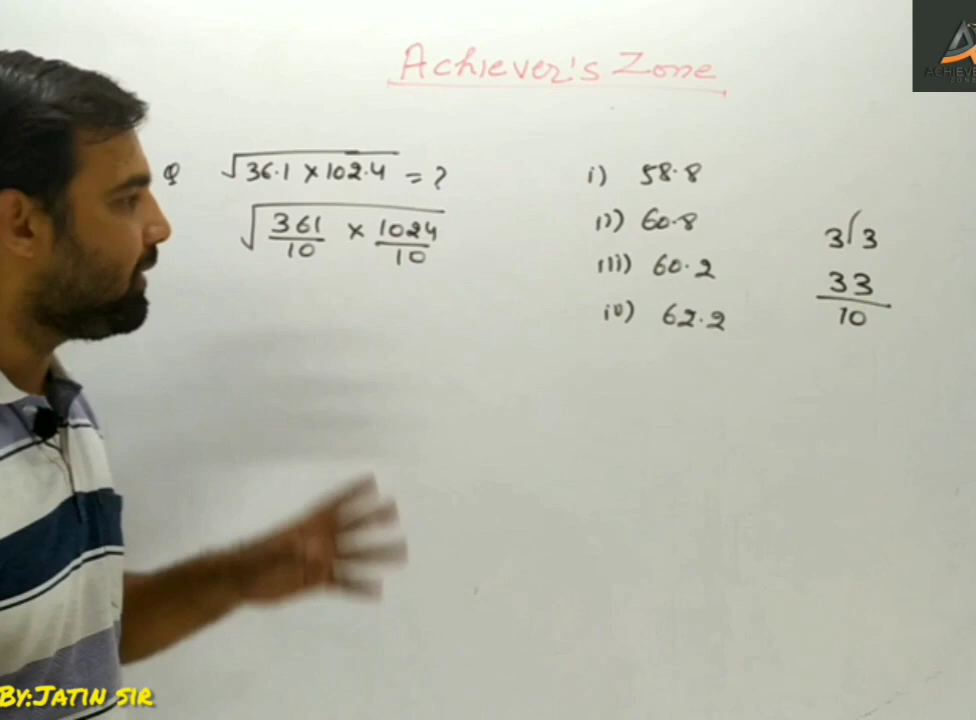 Achiever's Zone
ACHIEVE
Q √36.1 × 102.4 = ?
√361/10 × 1024/10
i) 58.8
ii) 60.8
iii) 60.2
iv) 62.2
3/3
33
10
By:Jatin sir